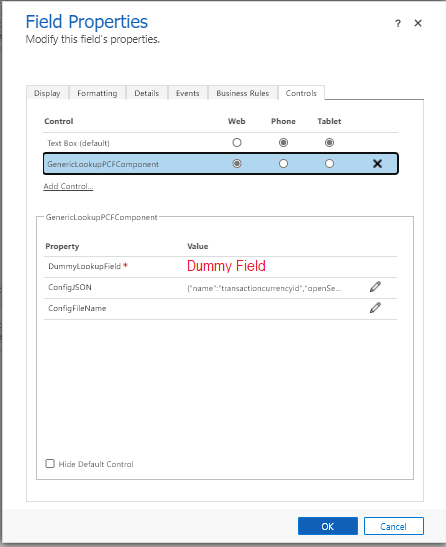 Field Properties
? ×
Modify this field's properties.
Display Formatting Details Events Business Rules Controls
Control Web Phone Tablet
Text Box (default)
GenericLookupPCFComponent
Add Control...
GenericLookupPCFComponent
Property Value
DummyLookupField * Dummy Field
ConfigJSON {"name":"transactioncurrencyid","openSe...
ConfigFileName
Hide Default Control
OK Cancel